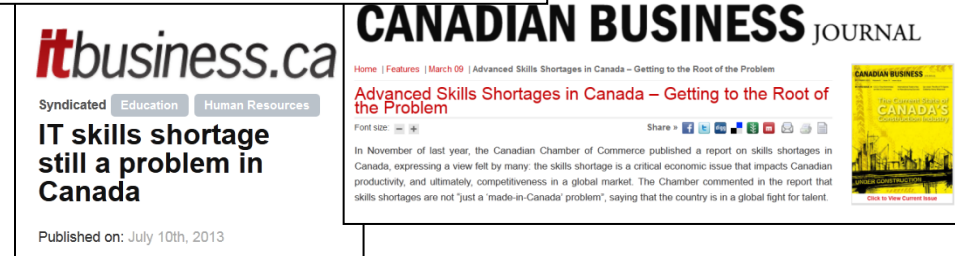 itbusiness.ca
Syndicated Education Human Resources
IT skills shortage
still a problem in
Canada
Published on: July 10th, 2013
CANADIAN BUSINESS JOURNAL
Home | Features | March 09 | Advanced Skills Shortages in Canada – Getting to the Root of the Problem
Advanced Skills Shortages in Canada – Getting to the Root of
the Problem
Font size: – +
Share »
In November of last year, the Canadian Chamber of Commerce published a report on skills shortages in
Canada, expressing a view felt by many: the skills shortage is a critical economic issue that impacts Canadian
productivity, and ultimately, competitiveness in a global market. The Chamber commented in the report that
skills shortages are not "just a 'made-in-Canada' problem", saying that the country is in a global fight for talent.
CANADIAN BUSINESS
The Current State of
CANADA'S
Construction Industry
UNDER CONSTRUCTION
Click to View Current Issue